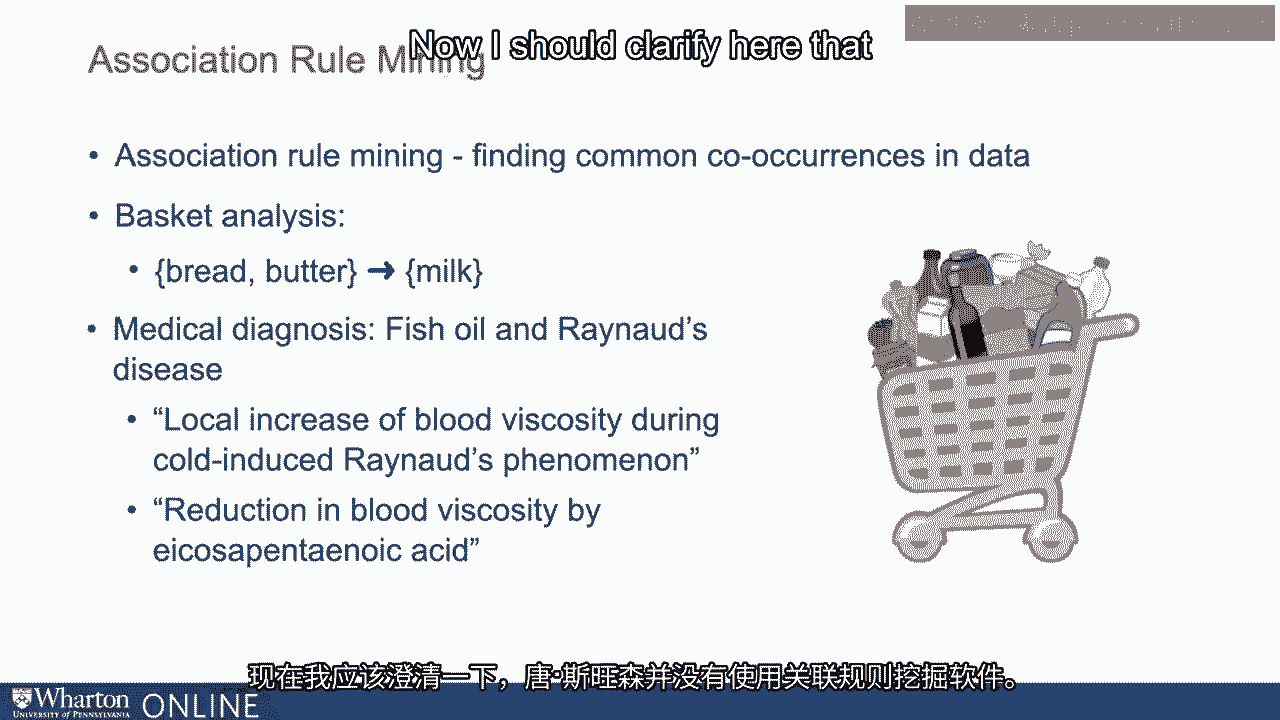 Now I should clarify here that
Association Rule Mining
• Association rule mining - finding common co-occurrences in data
• Basket analysis:
• {bread, butter} ➔ {milk}
• Medical diagnosis: Fish oil and Raynaud’s
disease
• “Local increase of blood viscosity during
cold-induced Raynaud’s phenomenon”
• “Reduction in blood viscosity by
eicosapentaenoic acid”
现在我应该澄清一下，唐·斯旺森并没有使用关联规则挖掘软件。
Wharton ONLINE
UNIVERSITY OF PENNSYLVANIA